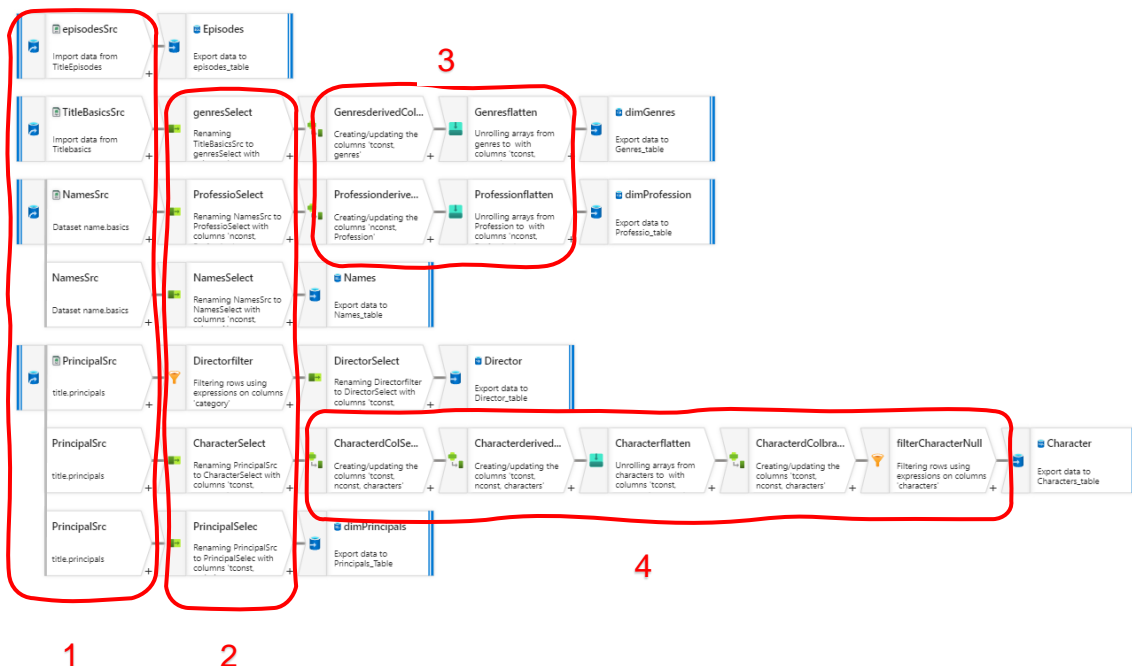 episodesSrc
Import data from
TitleEpisodes
+
Episodes
Export data to
episodes_table
3
TitleBasicsSrc
Import data from
Titlebasics
+
genresSelect
Renaming
TitleBasicsSrc to
genresSelect with
+
GenresderivedCol...
Creating/updating the
columns 'tconst,
genres'
+
Genresflatten
Unrolling arrays from
genres to with
columns 'tconst,
+
dimGenres
Export data to
Genres_table
NamesSrc
Dataset name.basics
+
ProfessioSelect
Renaming NamesSrc to
ProfessioSelect with
columns 'nconst,
+
Professionderive...
Creating/updating the
columns 'nconst,
Profession'
+
Professionflatten
Unrolling arrays from
Profession to with
columns 'nconst,
+
dimProfession
Export data to
Professio_table
NamesSrc
Dataset name.basics
+
NamesSelect
Renaming NamesSrc to
NamesSelect with
columns 'nconst,
+
Names
Export data to
Names_table
PrincipalSrc
title.principals
+
Directorfilter
Filtering rows using
expressions on columns
'category'
+
DirectorSelect
Renaming Directorfilter
to DirectorSelect with
columns 'tconst,
+
Director
Export data to
Director_table
PrincipalSrc
title.principals
+
CharacterSelect
Renaming PrincipalSrc
to CharacterSelect with
columns 'tconst,
+
CharacterdColSe...
Creating/updating the
columns 'tconst,
nconst, characters'
+
Characterderived...
Creating/updating the
columns 'tconst,
nconst, characters'
+
Characterflatten
Unrolling arrays from
characters to with
columns 'tconst,
+
CharacterdColbra...
Creating/updating the
columns 'tconst,
nconst, characters'
+
filterCharacterNull
Filtering rows using
expressions on columns
'characters'
+
Character
Export data to
Characters_table
PrincipalSrc
title.principals
+
PrincipalSelec
Renaming PrincipalSrc
to PrincipalSelec with
columns 'tconst,
+
dimPrincipals
Export data to
Principals_Table
4
1
2